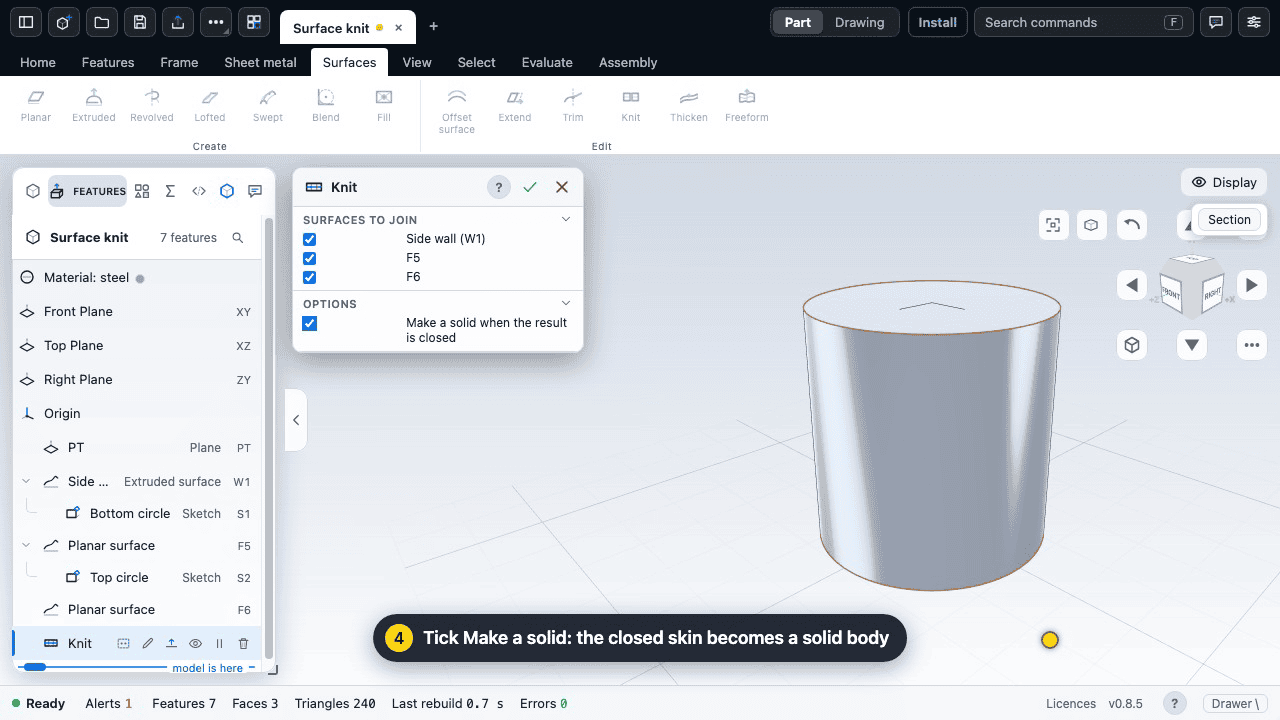 Surface knit
Part
Drawing
Install
Search commands
F
Home
Features
Frame
Sheet metal
Surfaces
View
Select
Evaluate
Assembly
Planar
Extruded
Revolved
Lofted
Swept
Blend
Fill
Offset surface
Extend
Trim
Knit
Thicken
Freeform
Create
Edit
FEATURES
Surface knit 7 features
Material: steel
Front Plane XY
Top Plane XZ
Right Plane ZY
Origin
PT Plane PT
Side ... Extruded surface W1
Bottom circle Sketch S1
Planar surface F5
Top circle Sketch S2
Planar surface F6
Knit
model is here
Knit
?
SURFACES TO JOIN
Side wall (W1)
F5
F6
OPTIONS
Make a solid when the result
is closed
Display
Section
FRONT
RIGHT
+Z
+X
4 Tick Make a solid: the closed skin becomes a solid body
Ready
Alerts 1
Features 7
Faces 3
Triangles 240
Last rebuild 0.7 s
Errors 0
Licences
v0.8.5
?
Drawer \